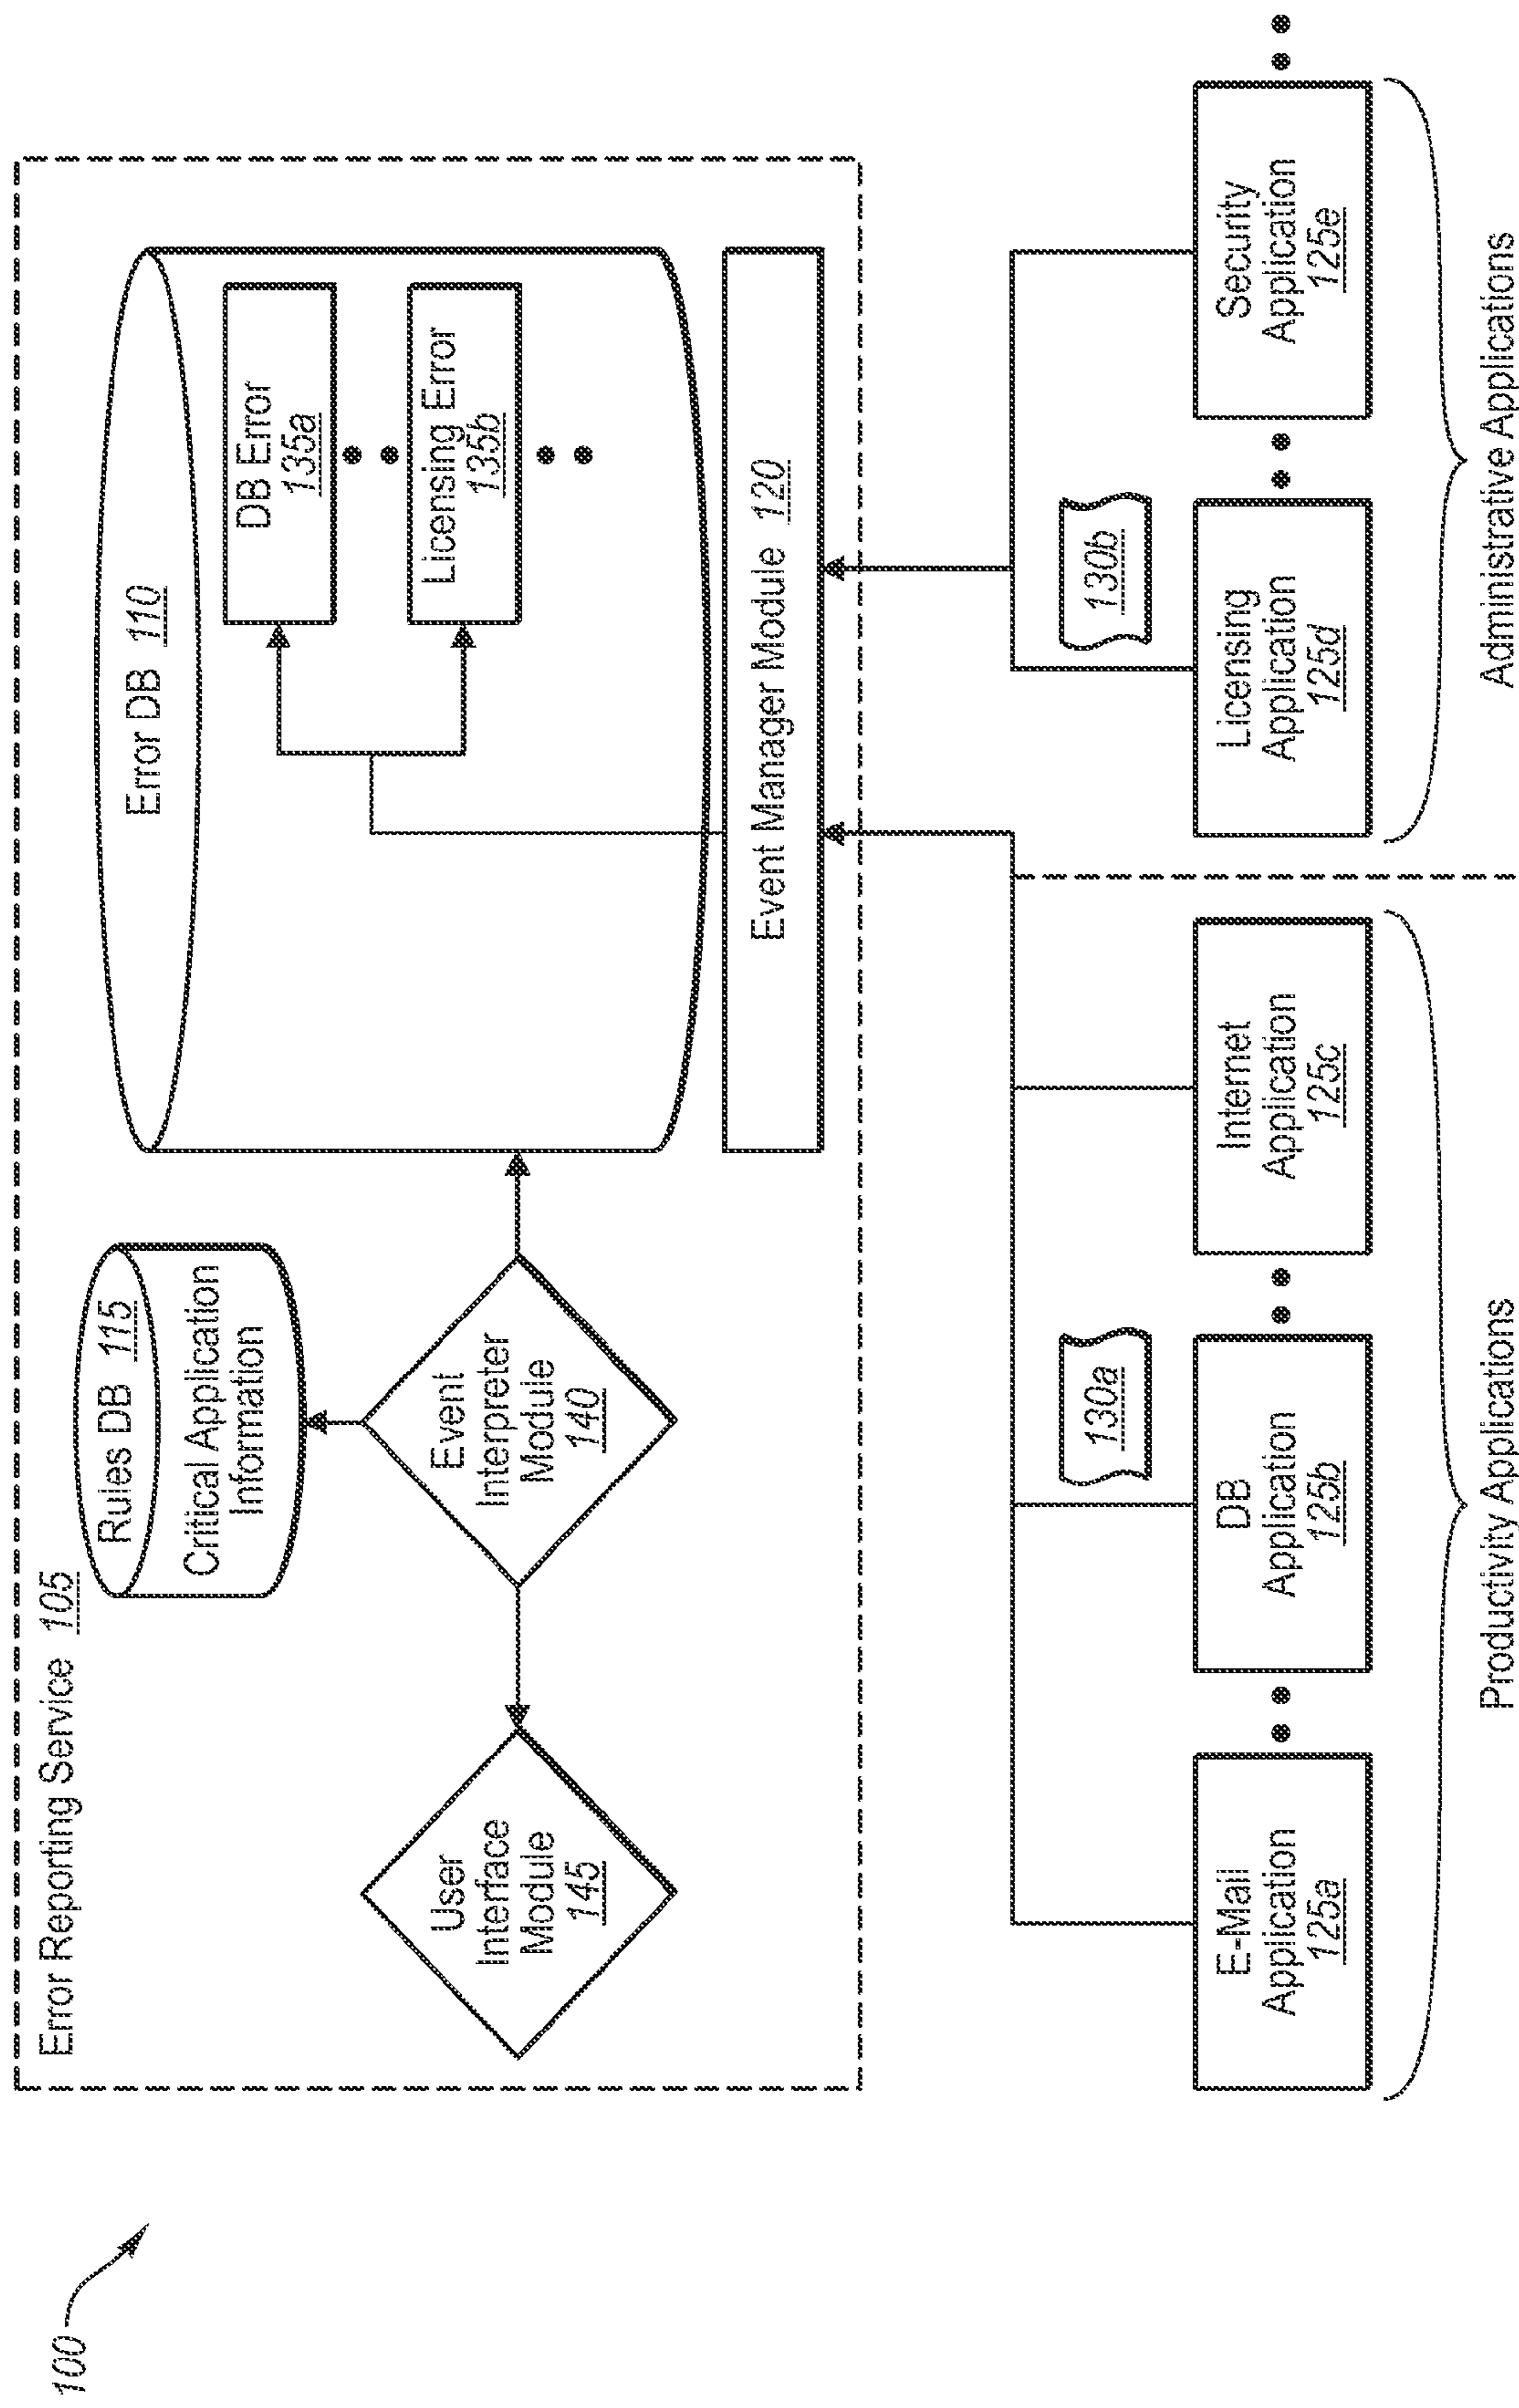 100
Error Reporting Service 105
Rules DB 115
Critical Application
Information
Error DB 110
DB Error
135a
Licensing Error
135b
User
Interface
Module
145
Event
Interpreter
Module
140
Event Manager Module 120
130a
130b
E-Mail
Application
125a
DB
Application
125b
Internet
Application
125c
Licensing
Application
125d
Security
Application
125e
Productivity Applications
Administrative Applications